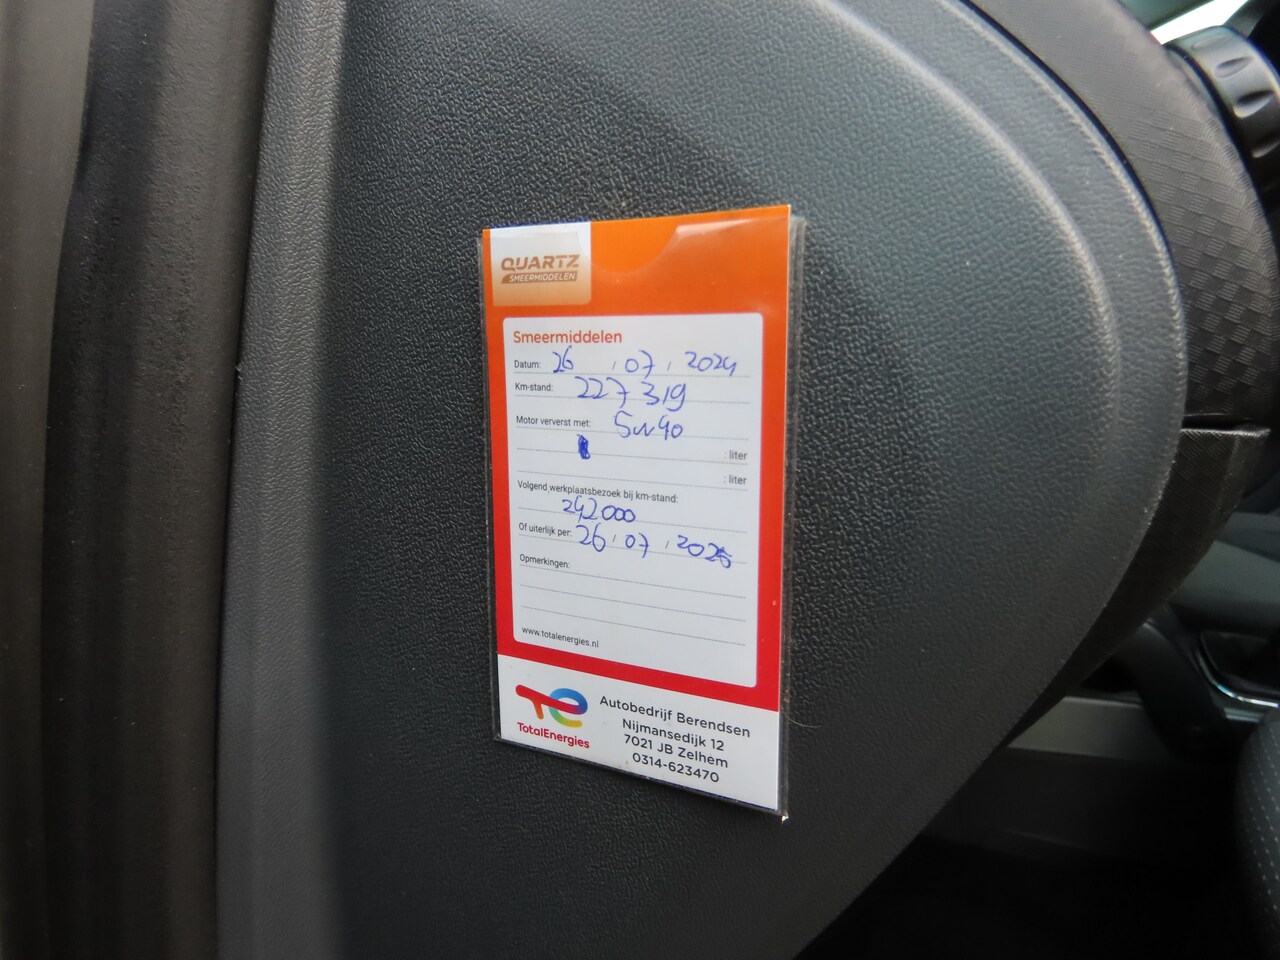 QUARTZ
SMEERMIDDELEN
Smeermiddelen
Datum: 26 / 07 / 2024
Km-stand: 227 319
Motor ververst met: 5w40
: liter
: liter
Volgend werkplaatsbezoek bij km-stand:
242000
Of uiterlijk per: 26 / 07 / 2025
Opmerkingen:
www.totalenergies.nl
TotalEnergies
Autobedrijf Berendsen
Nijmansedijk 12
7021 JB Zelhem
0314-623470